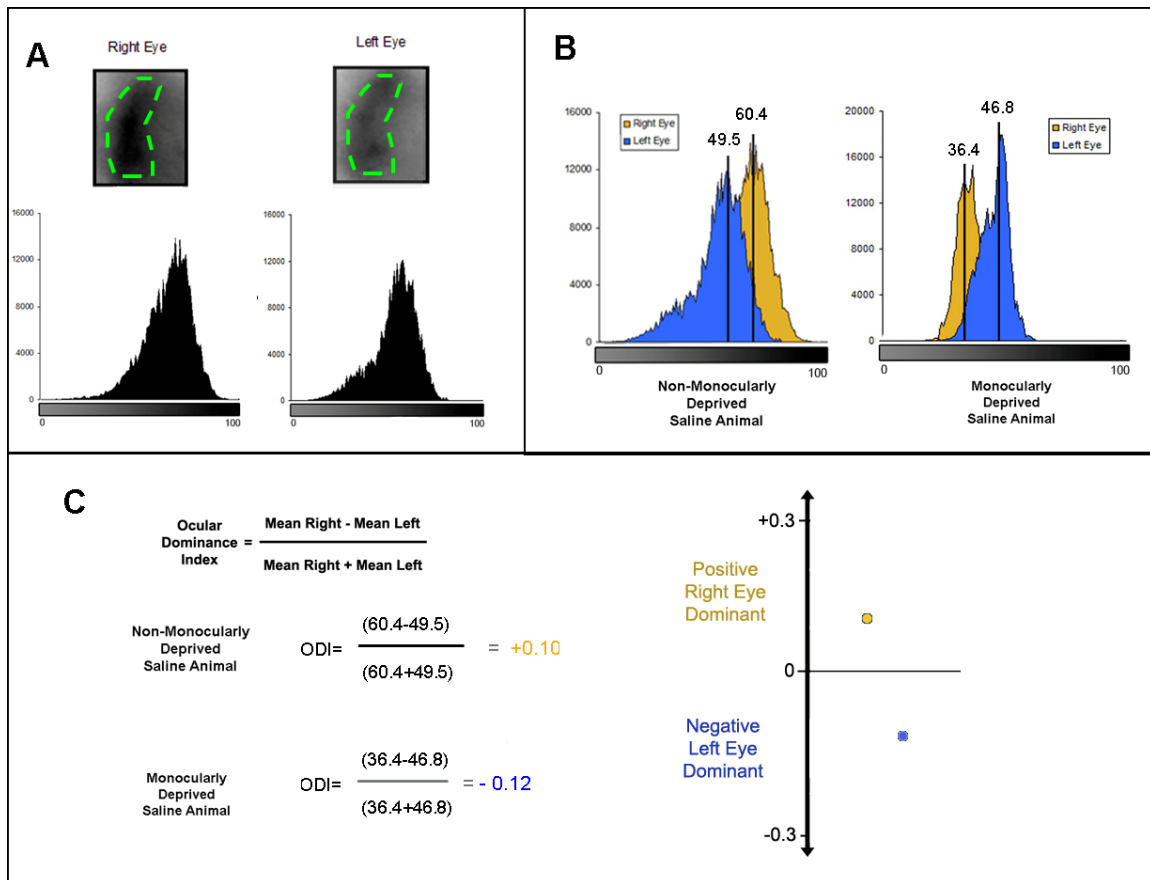 A
Right Eye
Left Eye
16000
12000
8000
4000
0
0
100
16000
12000
8000
4000
0
0
100
B
16000
12000
8000
4000
0
Right Eye
Left Eye
49.5
60.4
0
100
Non-Monocularly
Deprived
Saline Animal
20000
16000
12000
8000
4000
0
36.4
46.8
Right Eye
Left Eye
0
100
Monocularly
Deprived
Saline Animal
C
Ocular
Dominance
Index
=
Mean Right - Mean Left
Mean Right + Mean Left
Non-Monocularly
Deprived
Saline Animal
ODI=
(60.4-49.5)
(60.4+49.5)
= +0.10
Monocularly
Deprived
Saline Animal
ODI=
(36.4-46.8)
(36.4+46.8)
= - 0.12
+0.3
Positive
Right Eye
Dominant
0
Negative
Left Eye
Dominant
-0.3